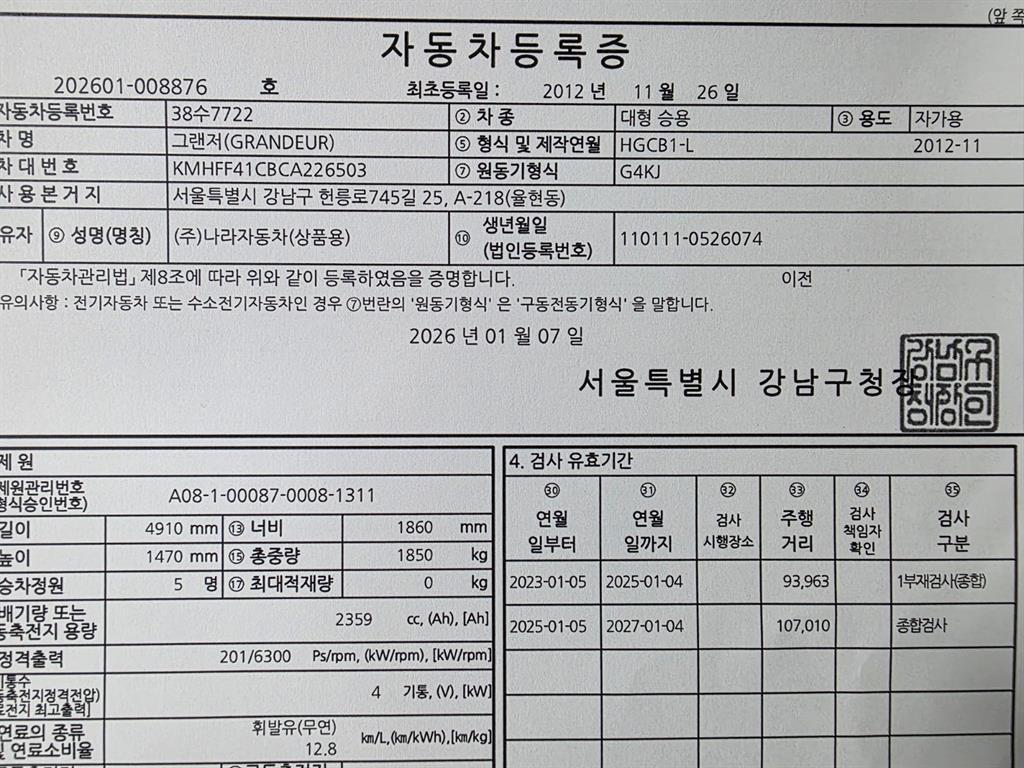 (앞 쪽
자동차등록증
202601-008876 호 최초등록일 : 2012 년 11 월 26 일
자동차등록번호 38수7722 ② 차 종 대형 승용 ③ 용도 자가용
차 명 그랜저(GRANDEUR) ⑤ 형식 및 제작연월 HGCB1-L 2012-11
차 대 번 호 KMHFF41CBCA226503 ⑦ 원동기형식 G4KJ
사 용 본 거 지 서울특별시 강남구 헌릉로745길 25, A-218(율현동)
유자 ⑨ 성명(명칭) (주)나라자동차(상품용) ⑩ 생년월일
(법인등록번호) 110111-0526074
「자동차관리법」 제8조에 따라 위와 같이 등록하였음을 증명합니다. 이전
유의사항 : 전기자동차 또는 수소전기자동차인 경우 ⑦번란의 '원동기형식' 은 '구동전동기형식' 을 말합니다.
2026 년 01 월 07 일
서울특별시 강남구청장
제 원
제원관리번호
형식승인번호) A08-1-00087-0008-1311
길이 4910 mm ⑬ 너비 1860 mm
높이 1470 mm ⑮ 총중량 1850 kg
승차정원 5 명 ⑰ 최대적재량 0 kg
배기량 또는
동축전지 용량 2359 cc, (Ah), [Ah]
정격출력 201/6300 Ps/rpm, (kW/rpm), [kW/rpm]
기통수
동축전지정격전압)
료전지 최고출력] 4 기통, (V), [kW]
연료의 종류
및 연료소비율 휘발유(무연)
12.8 km/L,(km/kWh),[km/kg]
4. 검사 유효기간
㉚ ㉛ ㉜ ㉝ ㉞ ㉟
연월
일부터
연월
일까지
검사
시행장소
주행
거리
검사
책임자
확인
검사
구분
2023-01-05 2025-01-04 93,963 1부재검사(종합)
2025-01-05 2027-01-04 107,010 종합검사